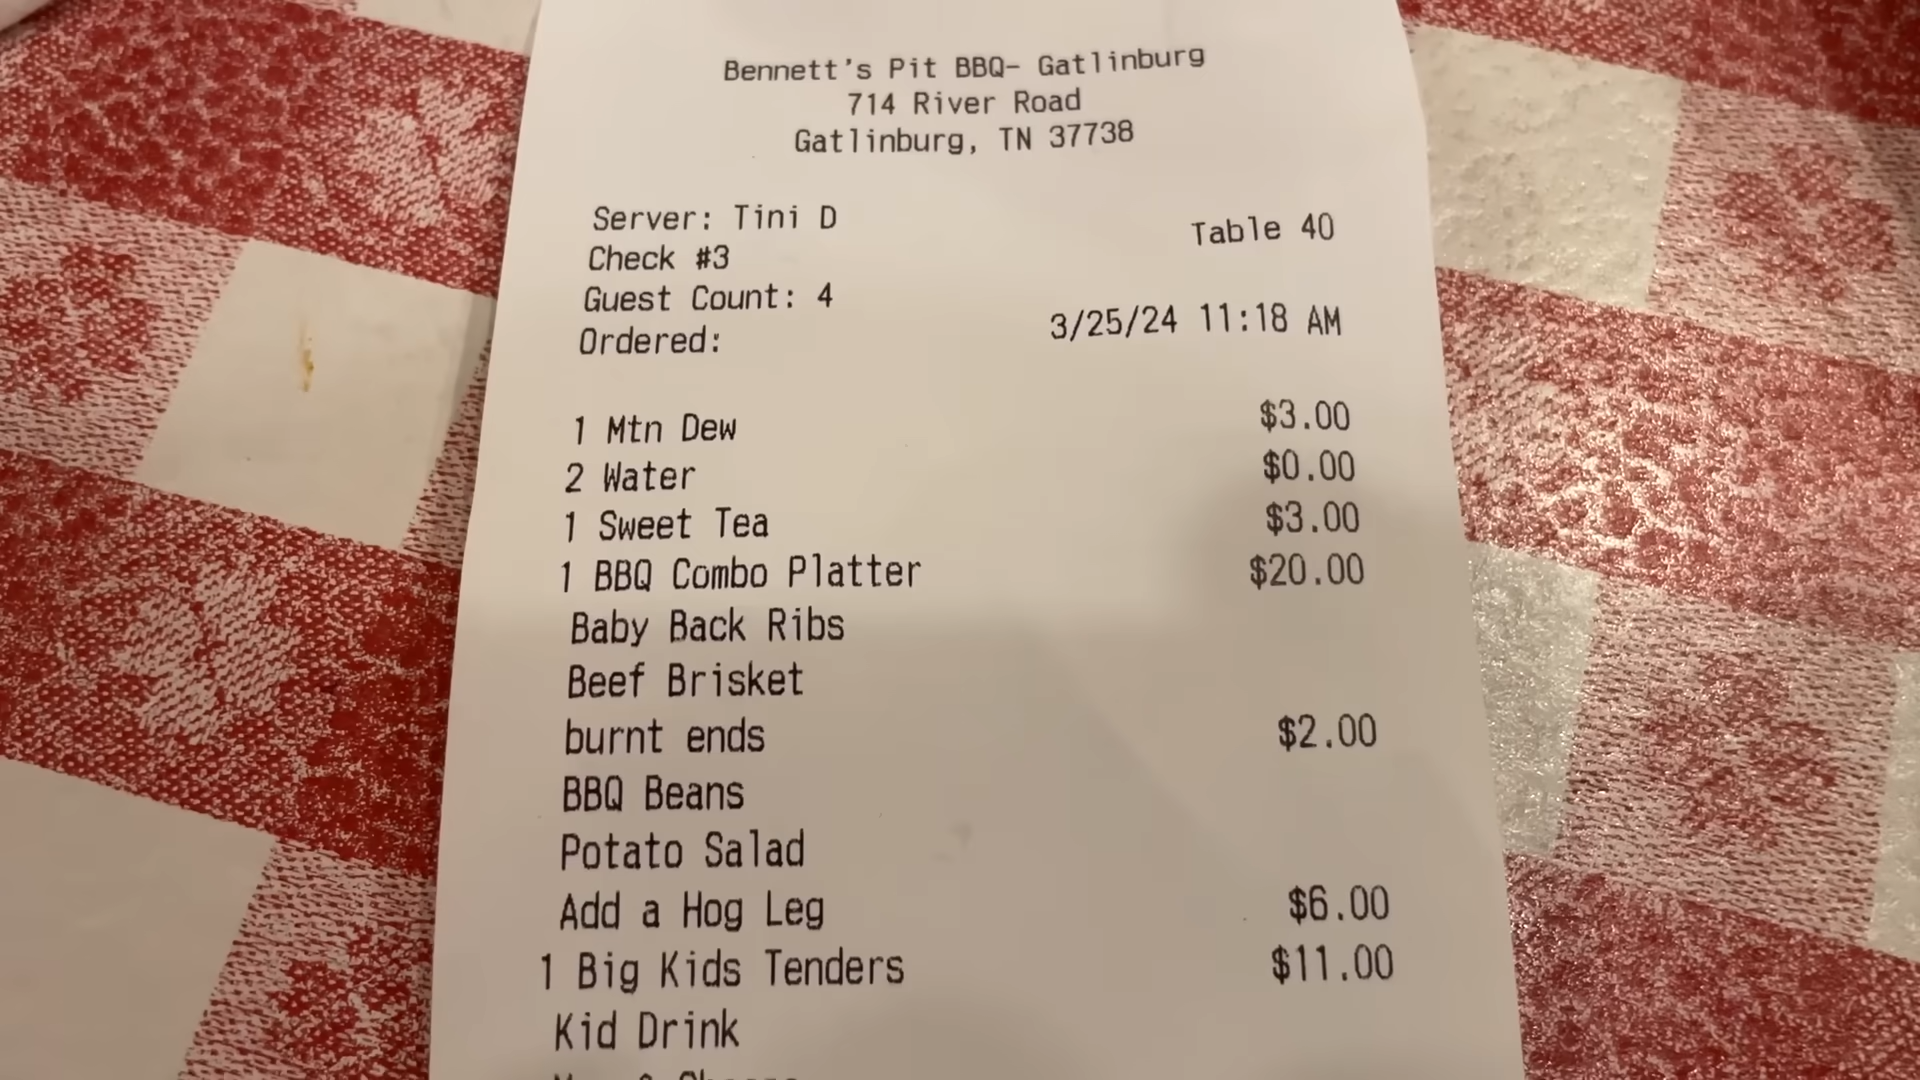 Bennett's Pit BBQ- Gatlinburg
714 River Road
Gatlinburg, TN 37738
Server: Tini D
Table 40
Check #3
Guest Count: 4
Ordered: 3/25/24 11:18 AM
1 Mtn Dew $3.00
2 Water $0.00
1 Sweet Tea $3.00
1 BBQ Combo Platter $20.00
Baby Back Ribs
Beef Brisket
burnt ends $2.00
BBQ Beans
Potato Salad
Add a Hog Leg $6.00
1 Big Kids Tenders $11.00
Kid Drink